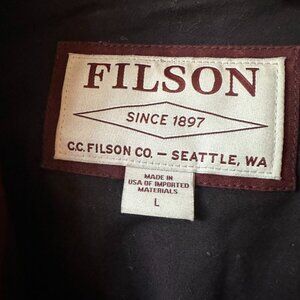 FILSON
SINCE 1897
C.C. FILSON CO. – SEATTLE, WA
MADE IN
USA OF IMPORTED
MATERIALS
L